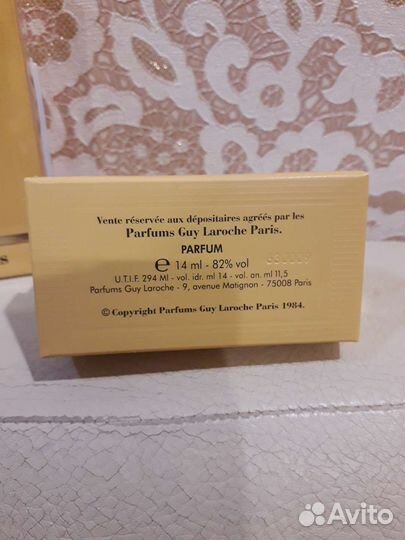 Vente réservée aux dépositaires agréés par les
Parfums Guy Laroche Paris.
PARFUM
℮ 14 ml - 82% vol
U.T.I.F. 294 MI - vol. idr. ml 14 - vol. an. ml 11,5
Parfums Guy Laroche - 9, avenue Matignon - 75008 Paris
© Copyright Parfums Guy Laroche Paris 1984.
S
Avito